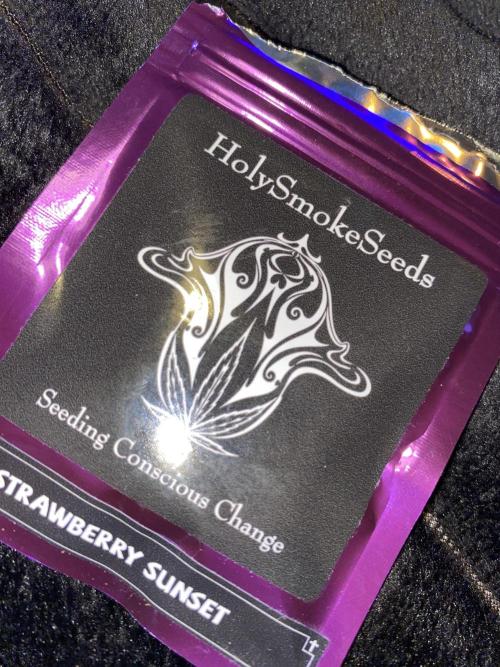 HolySmokeSeeds
Seeding Conscious Change
STRAWBERRY SUNSET